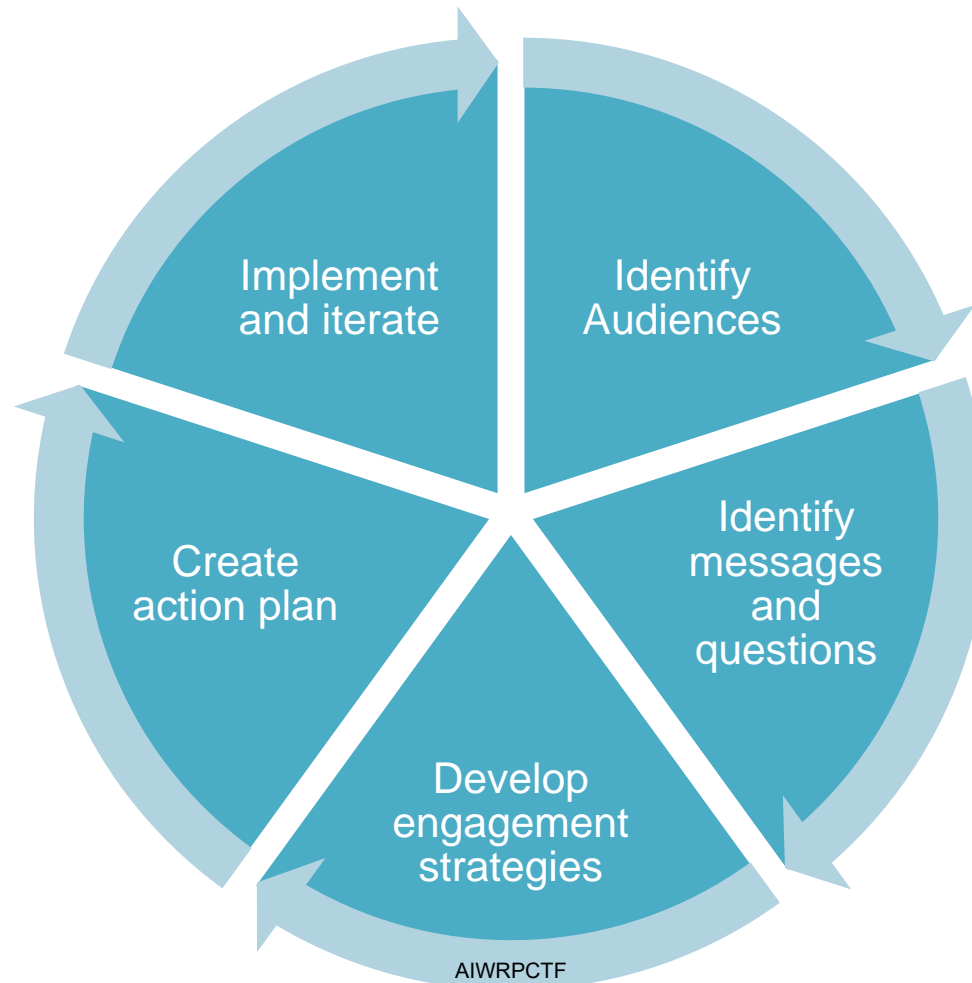 Implement
and iterate
Identify
Audiences
Identify
messages
and
questions
Develop
engagement
strategies
Create
action plan
AIWRPCTF